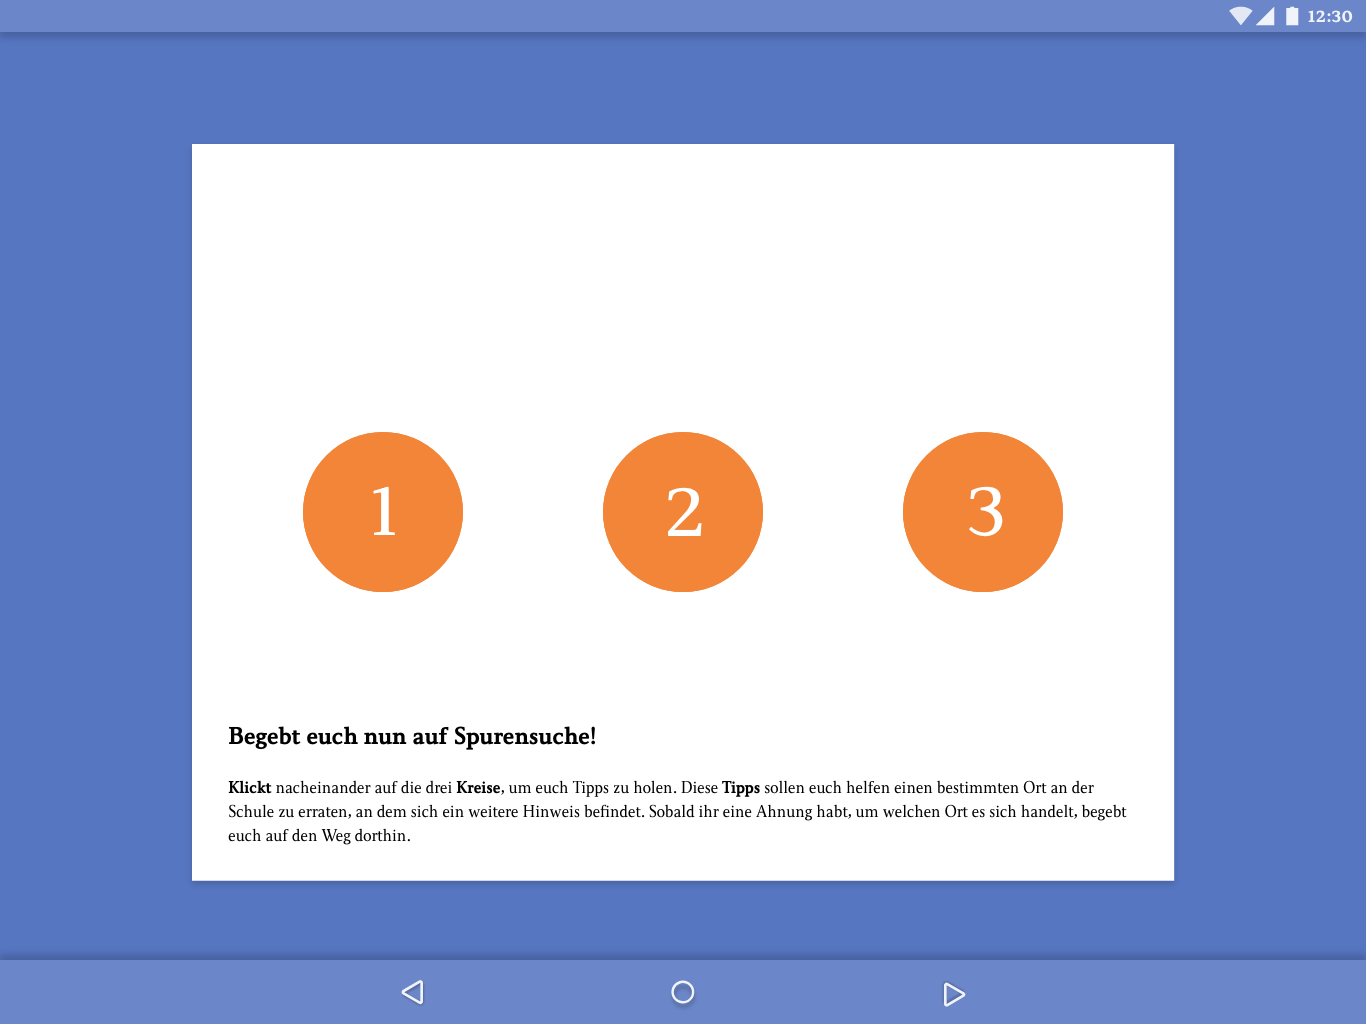 12:30
1 2 3
Begebt euch nun auf Spurensuche!
Klickt nacheinander auf die drei Kreise, um euch Tipps zu holen. Diese Tipps sollen euch helfen einen bestimmten Ort an der
Schule zu erraten, an dem sich ein weitere Hinweis befindet. Sobald ihr eine Ahnung habt, um welchen Ort es sich handelt, begebt
euch auf den Weg dorthin.